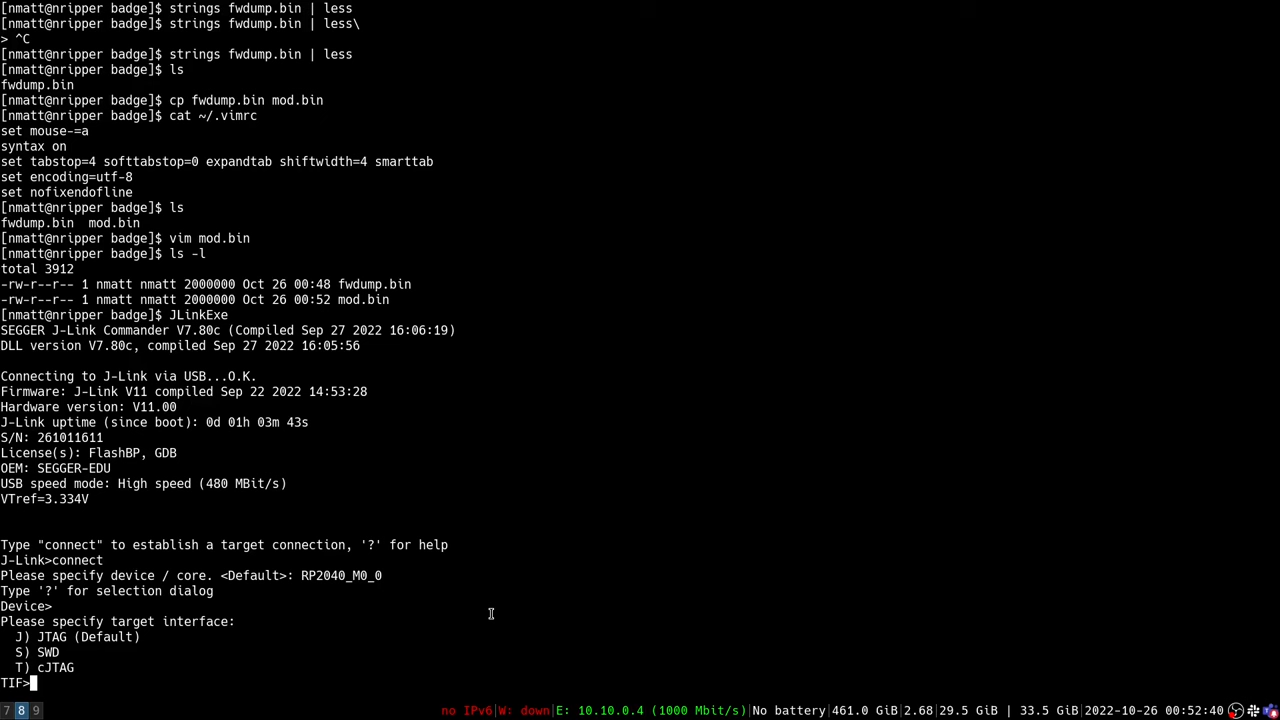 [nmatt@nripper badge]$ strings fwdump.bin | less
[nmatt@nripper badge]$ strings fwdump.bin | less\
> ^C
[nmatt@nripper badge]$ strings fwdump.bin | less
[nmatt@nripper badge]$ ls
fwdump.bin
[nmatt@nripper badge]$ cp fwdump.bin mod.bin
[nmatt@nripper badge]$ cat ~/.vimrc
set mouse-=a
syntax on
set tabstop=4 softtabstop=0 expandtab shiftwidth=4 smarttab
set encoding=utf-8
set nofixendofline
[nmatt@nripper badge]$ ls
fwdump.bin  mod.bin
[nmatt@nripper badge]$ vim mod.bin
[nmatt@nripper badge]$ ls -l
total 3912
-rw-r--r-- 1 nmatt nmatt 2000000 Oct 26 00:48 fwdump.bin
-rw-r--r-- 1 nmatt nmatt 2000000 Oct 26 00:52 mod.bin
[nmatt@nripper badge]$ JLinkExe
SEGGER J-Link Commander V7.80c (Compiled Sep 27 2022 16:06:19)
DLL version V7.80c, compiled Sep 27 2022 16:05:56
Connecting to J-Link via USB...O.K.
Firmware: J-Link V11 compiled Sep 22 2022 14:53:28
Hardware version: V11.00
J-Link uptime (since boot): 0d 01h 03m 43s
S/N: 261011611
License(s): FlashBP, GDB
OEM: SEGGER-EDU
USB speed mode: High speed (480 MBit/s)
VTref=3.334V
Type "connect" to establish a target connection, '?' for help
J-Link>connect
Please specify device / core. <Default>: RP2040_M0_0
Type '?' for selection dialog
Device>
Please specify target interface:
  J) JTAG (Default)
  S) SWD
  T) cJTAG
TIF>
7 8 9 no IPv6|W: down|E: 10.10.0.4 (1000 Mbit/s)|No battery|461.0 GiB|2.68|29.5 GiB | 33.5 GiB|2022-10-26 00:52:40